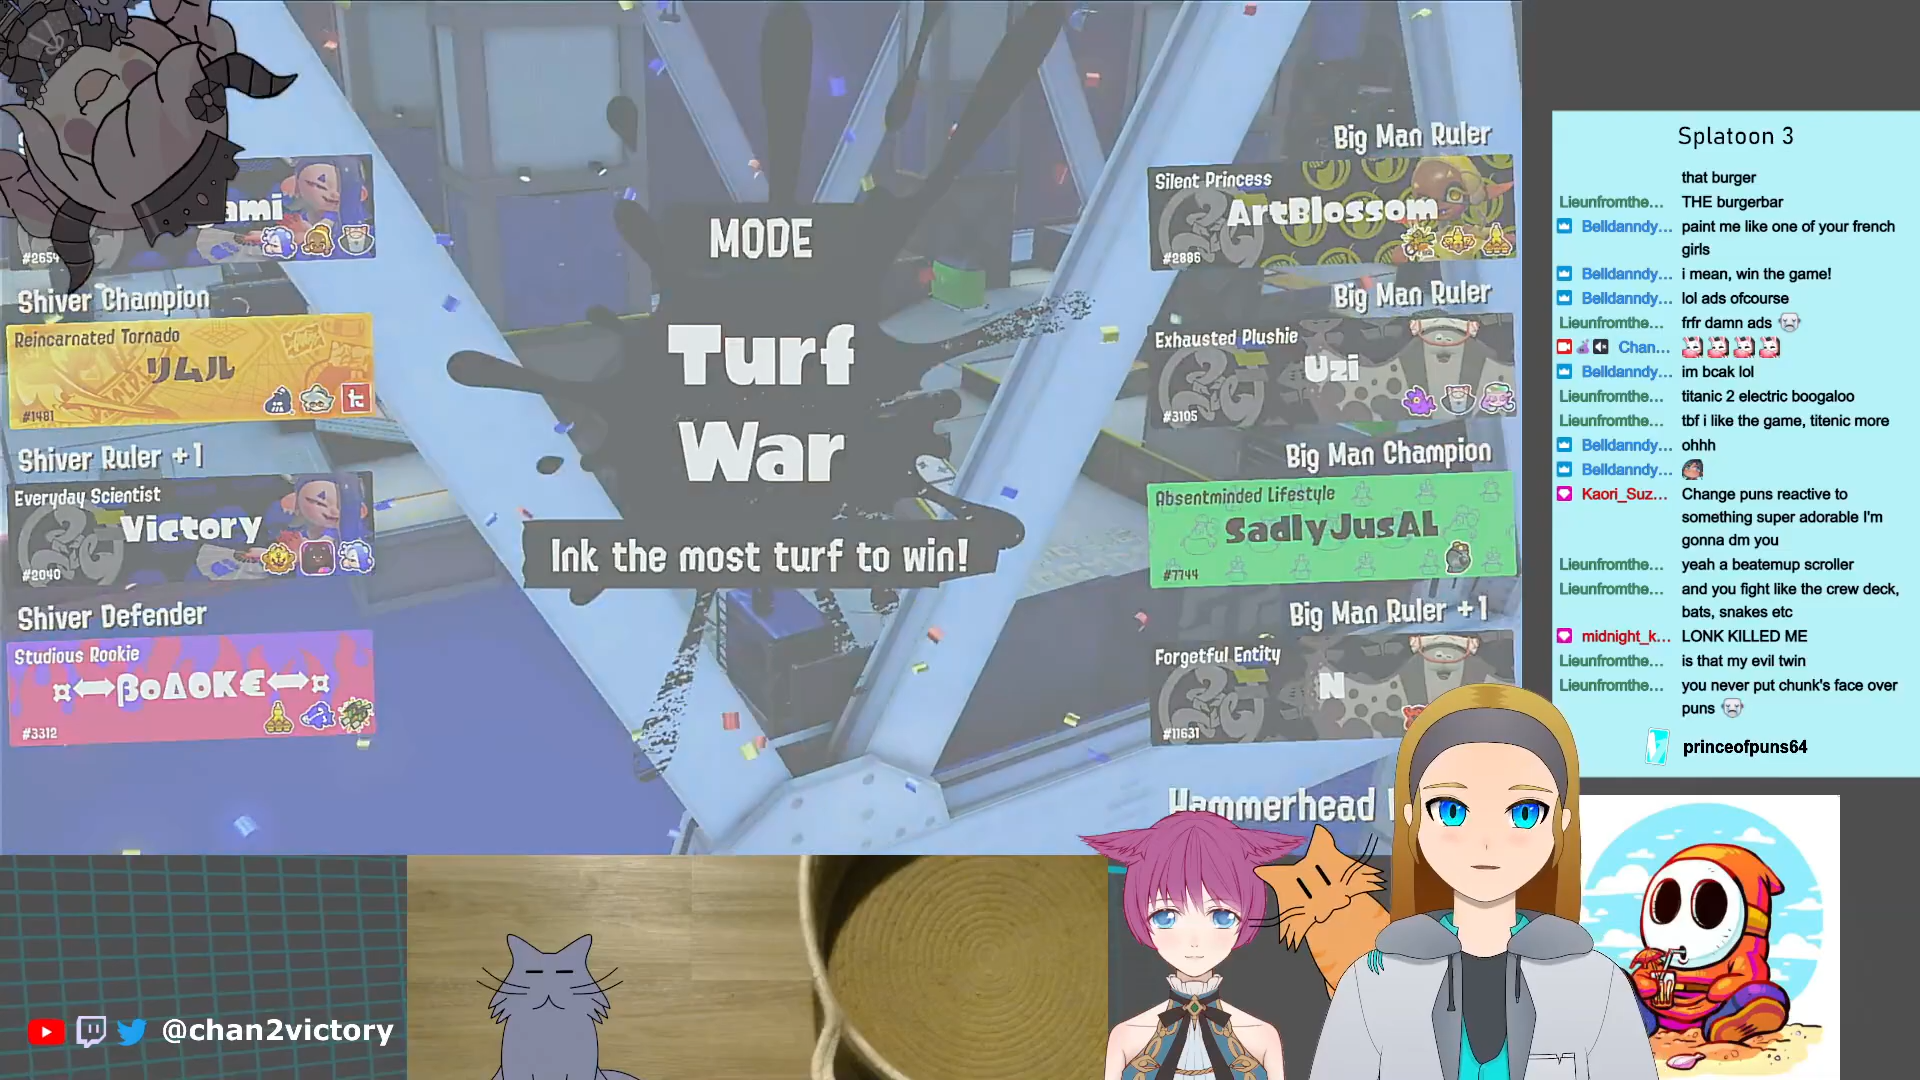 ami
#2654
Shiver Champion
Reincarnated Tornado
リムル
#1481
Shiver Ruler +1
Everyday Scientist
Victory
#2040
Shiver Defender
Studious Rookie
¤⟷βοΔΟΚ€⟷¤
#3312
MODE
Turf
War
Ink the most turf to win!
Big Man Ruler
Silent Princess
ArtBlossom
#2886
Big Man Ruler
Exhausted Plushie
Uzi
#3105
Big Man Champion
Absentminded Lifestyle
SadlyJusAL
#7744
Big Man Ruler +1
Forgetful Entity
N
#11631
Hammerhead
Splatoon 3
that burger
Lieunfromthe... THE burgerbar
Belldanndy... paint me like one of your french
girls
Belldanndy... i mean, win the game!
Belldanndy... lol ads ofcourse
Lieunfromthe... frfr damn ads
Chan...
Belldanndy... im bcak lol
Lieunfromthe... titanic 2 electric boogaloo
Lieunfromthe... tbf i like the game, titenic more
Belldanndy... ohhh
Belldanndy...
Kaori_Suz... Change puns reactive to
something super adorable I'm
gonna dm you
Lieunfromthe... yeah a beatemup scroller
Lieunfromthe... and you fight like the crew deck,
bats, snakes etc
midnight_k... LONK KILLED ME
Lieunfromthe... is that my evil twin
Lieunfromthe... you never put chunk's face over
puns
princeofpuns64
@chan2victory